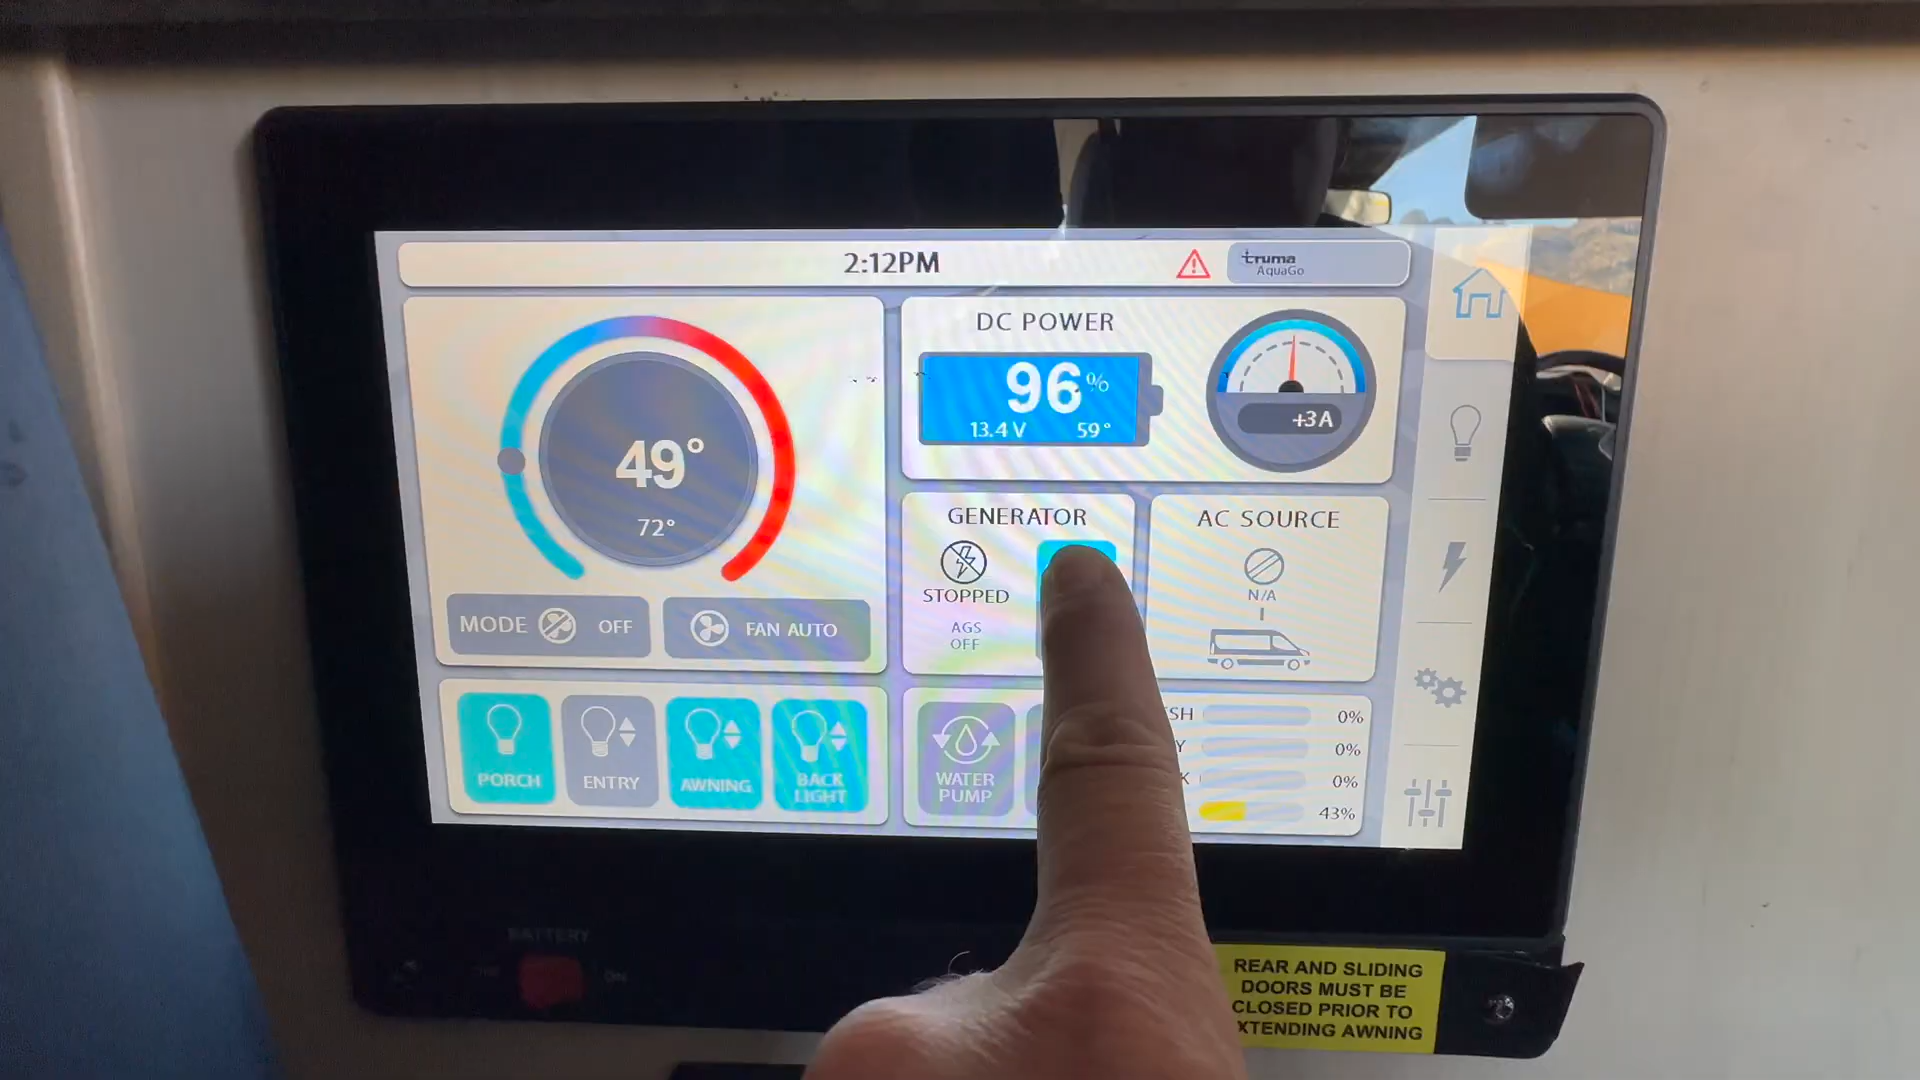 2:12PM
truma
AquaGo
49°
72°
MODE OFF
FAN AUTO
DC POWER
96%
13.4 V 59°
+3A
GENERATOR
STOPPED
AGS
OFF
AC SOURCE
N/A
PORCH
ENTRY
AWNING
BACK
LIGHT
WATER
PUMP
SH 0%
Y 0%
K 0%
43%
BATTERY
ON
REAR AND SLIDING
DOORS MUST BE
CLOSED PRIOR TO
XTENDING AWNING